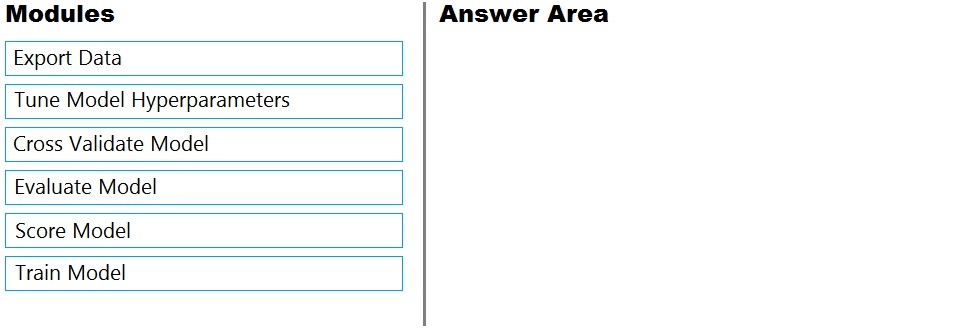 Modules
Export Data
Tune Model Hyperparameters
Cross Validate Model
Evaluate Model
Score Model
Train Model
Answer Area